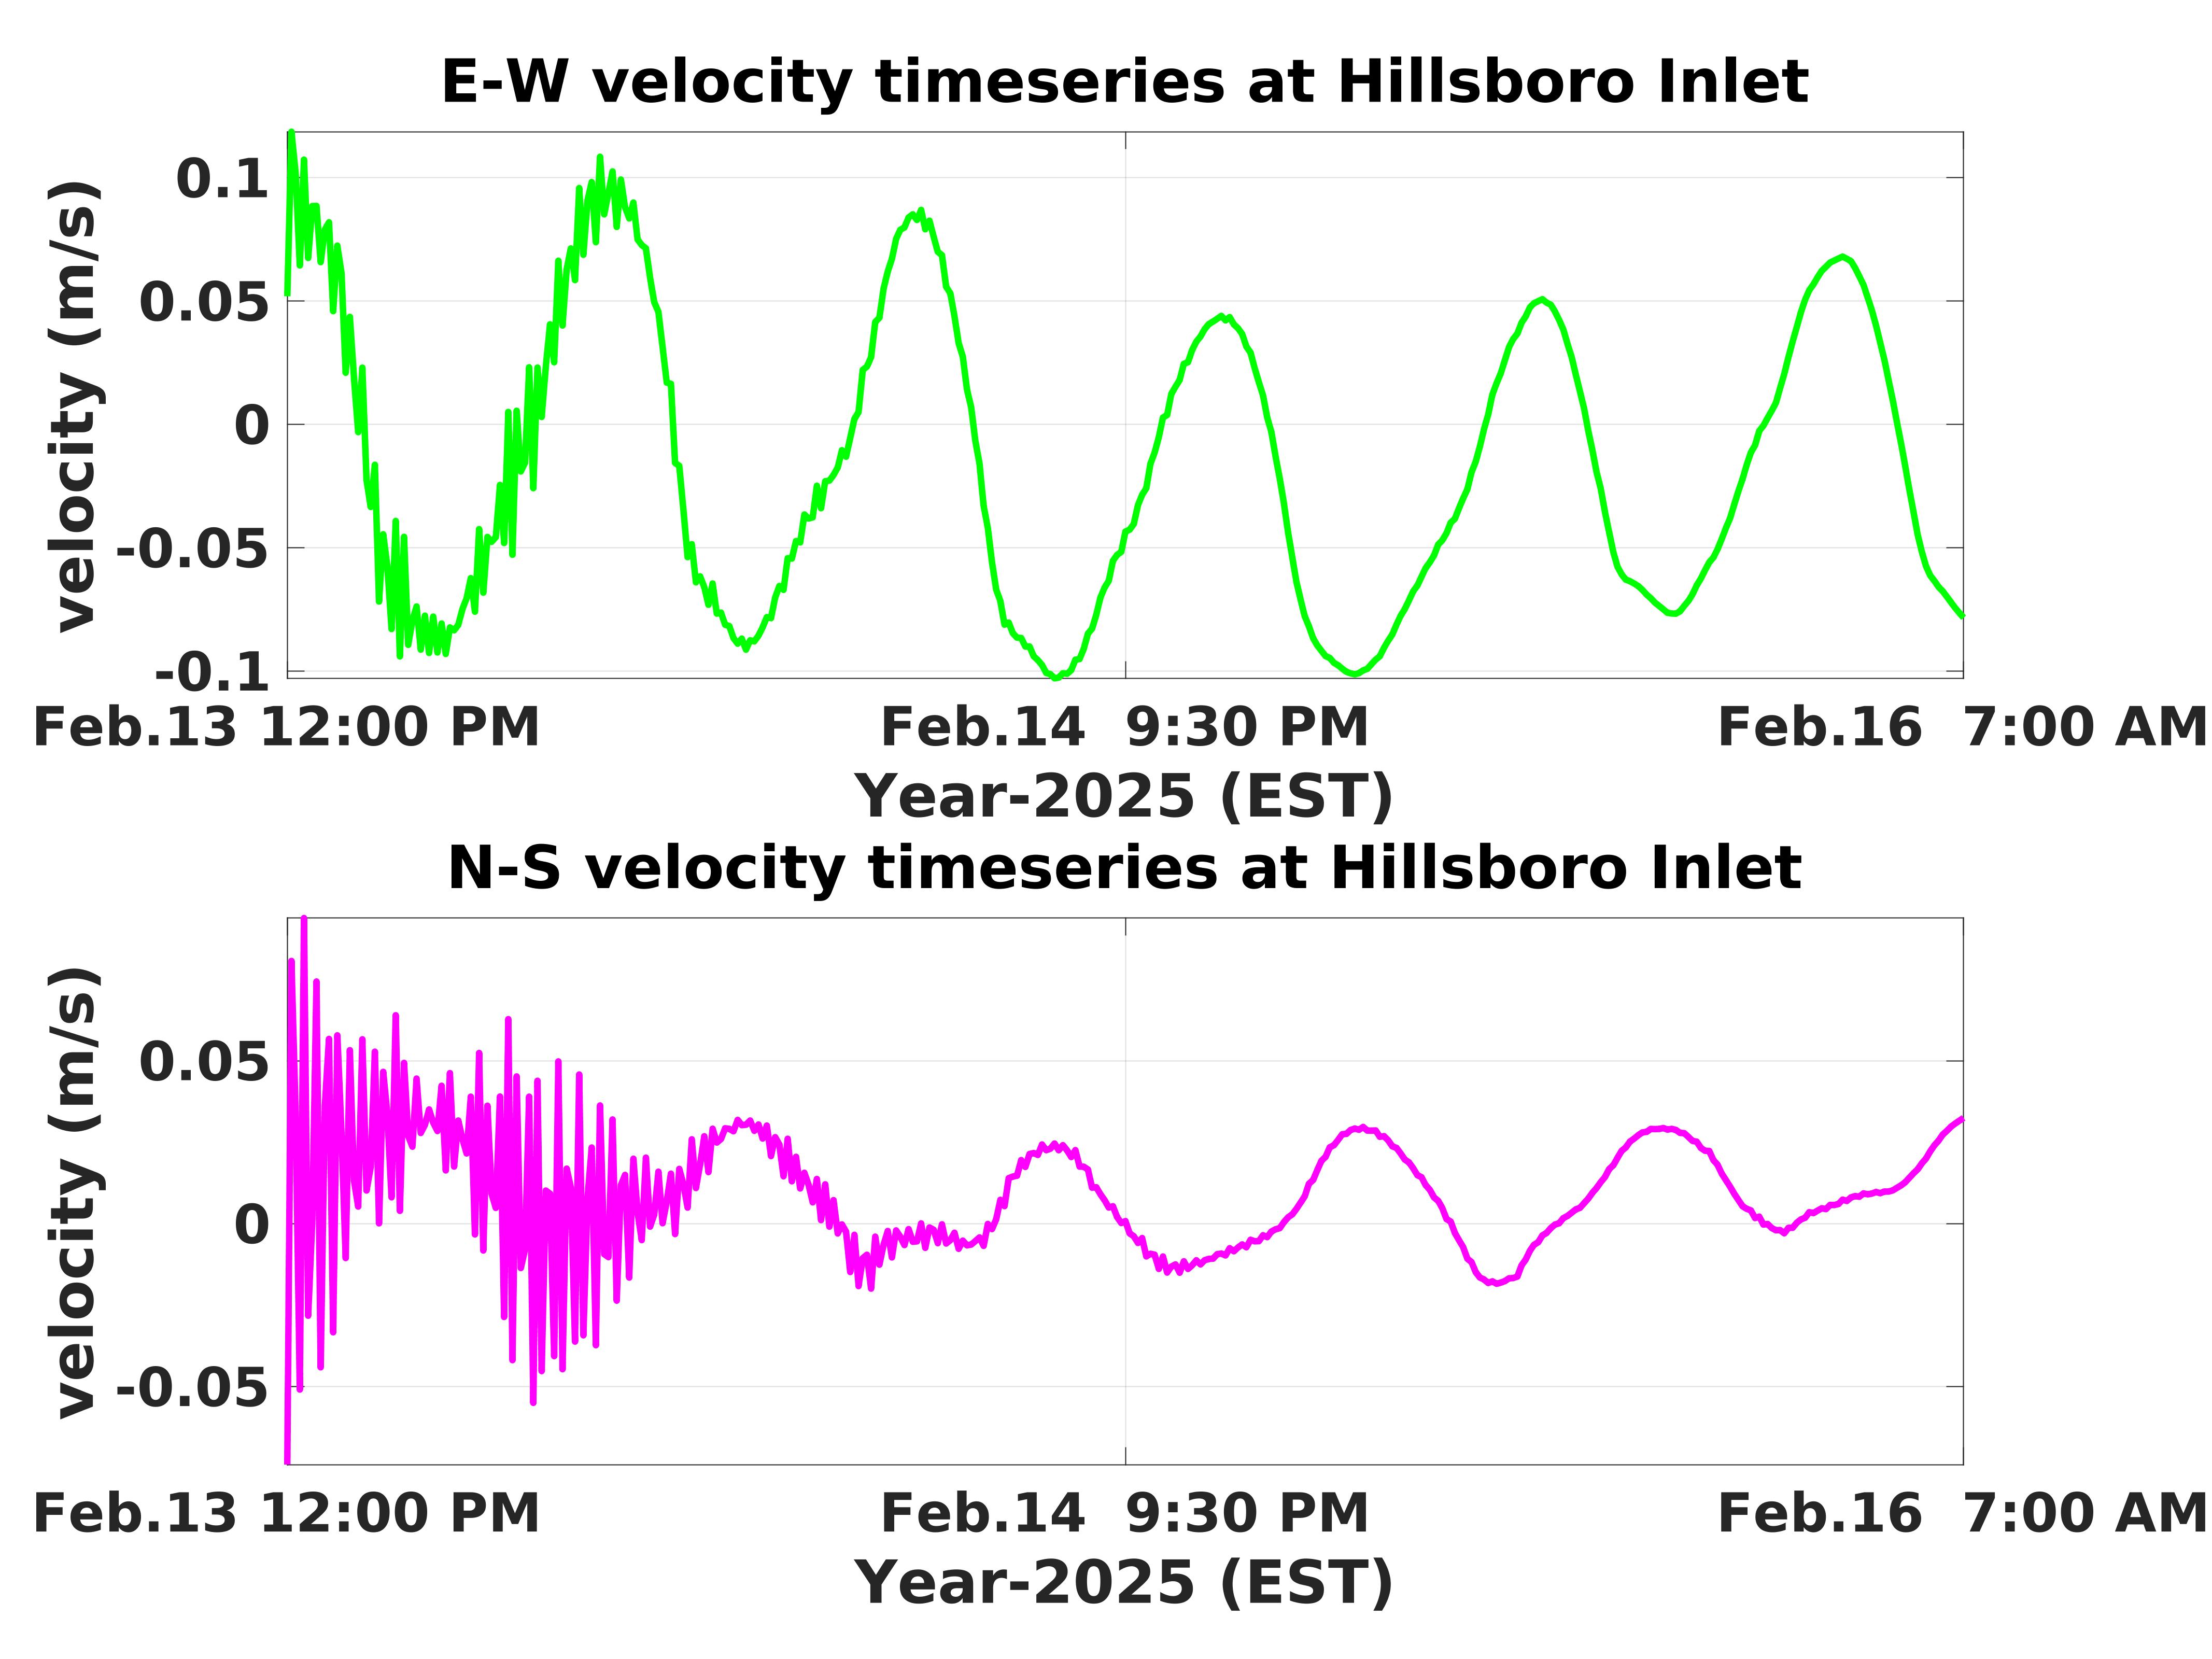 E-W velocity timeseries at Hillsboro Inlet
velocity (m/s)
0.1
0.05
0
-0.05
-0.1
Feb.13 12:00 PM Feb.14 9:30 PM Feb.16 7:00 AM
Year-2025 (EST)
N-S velocity timeseries at Hillsboro Inlet
velocity (m/s)
0.05
0
-0.05
Feb.13 12:00 PM Feb.14 9:30 PM Feb.16 7:00 AM
Year-2025 (EST)